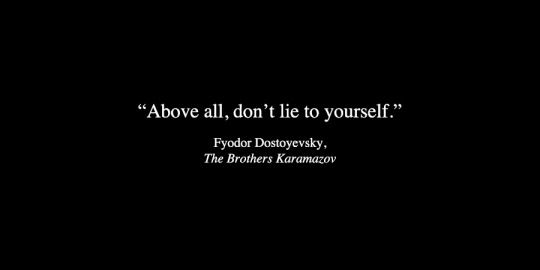 “Above all, don’t lie to yourself.”
Fyodor Dostoyevsky,
The Brothers Karamazov